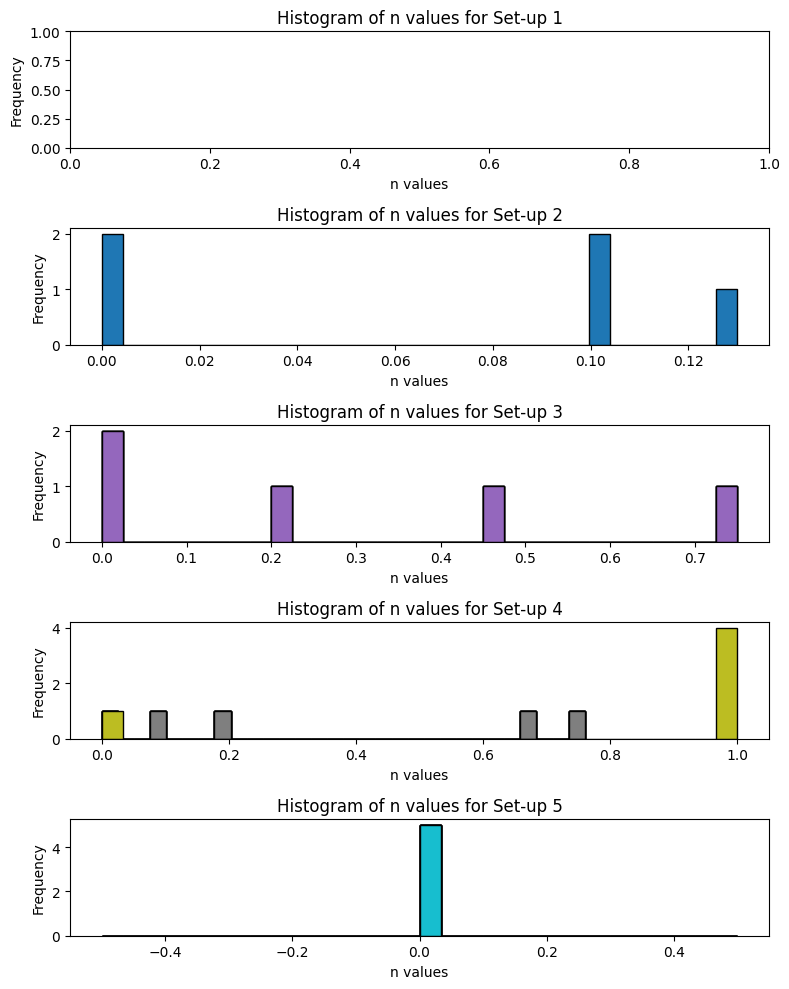 Histogram of n values for Set-up 1
1.00
0.75
0.50
0.25
0.00
Frequency
0.0 0.2 0.4 0.6 0.8 1.0
n values
Histogram of n values for Set-up 2
2
1
0
Frequency
0.00 0.02 0.04 0.06 0.08 0.10 0.12
n values
Histogram of n values for Set-up 3
2
1
0
Frequency
0.0 0.1 0.2 0.3 0.4 0.5 0.6 0.7
n values
Histogram of n values for Set-up 4
4
2
0
Frequency
0.0 0.2 0.4 0.6 0.8 1.0
n values
Histogram of n values for Set-up 5
4
2
0
Frequency
−0.4 −0.2 0.0 0.2 0.4
n values